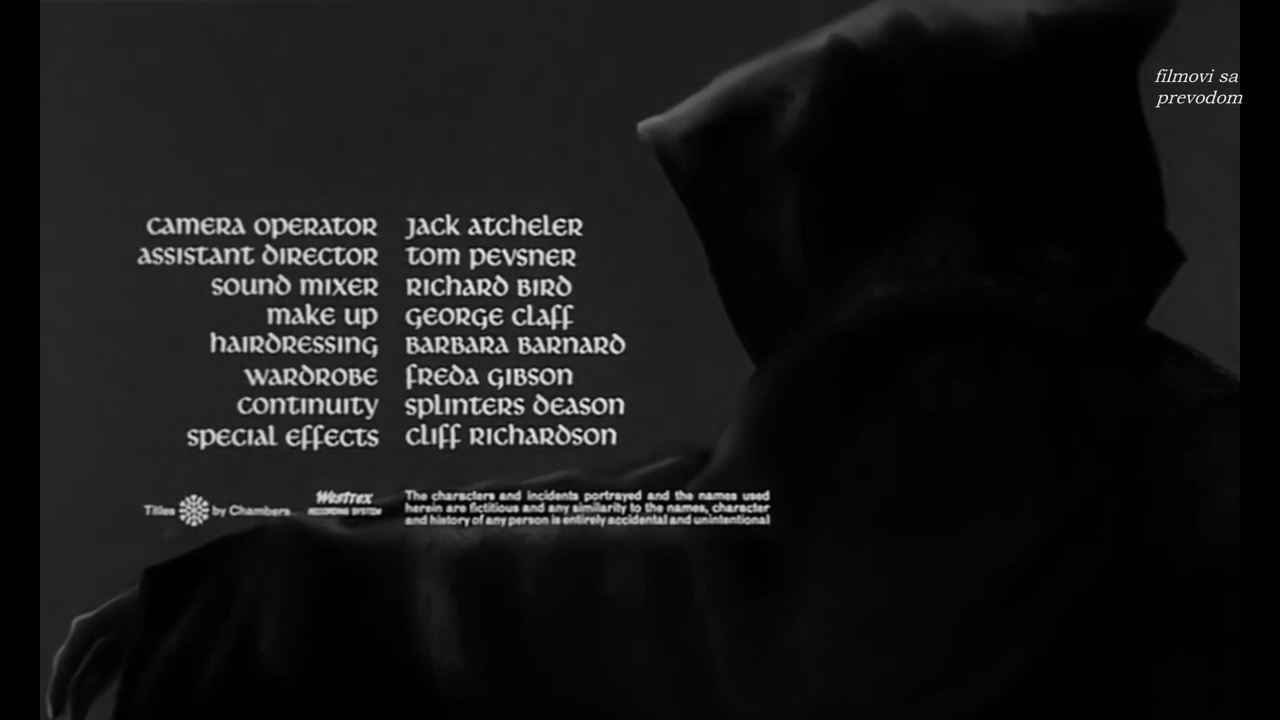 filmovi sa
prevodom
CAMERA OPERATOR JACK ATCHELER
ASSISTANT DIRECTOR TOM PEVSNER
SOUND MIXER RICHARD BIRD
MAKE UP GEORGE CLAFF
HAIRDRESSING BARBARA BARNARD
WARDROBE FREDA GIBSON
CONTINUITY SPLINTERS DEASON
SPECIAL EFFECTS CLIFF RICHARDSON
Titles by Chambers
Westrex
RECORDING SYSTEM
The characters and incidents portrayed and the names used
herein are fictitious and any similarity to the names, character
and history of any person is entirely accidental and unintentional